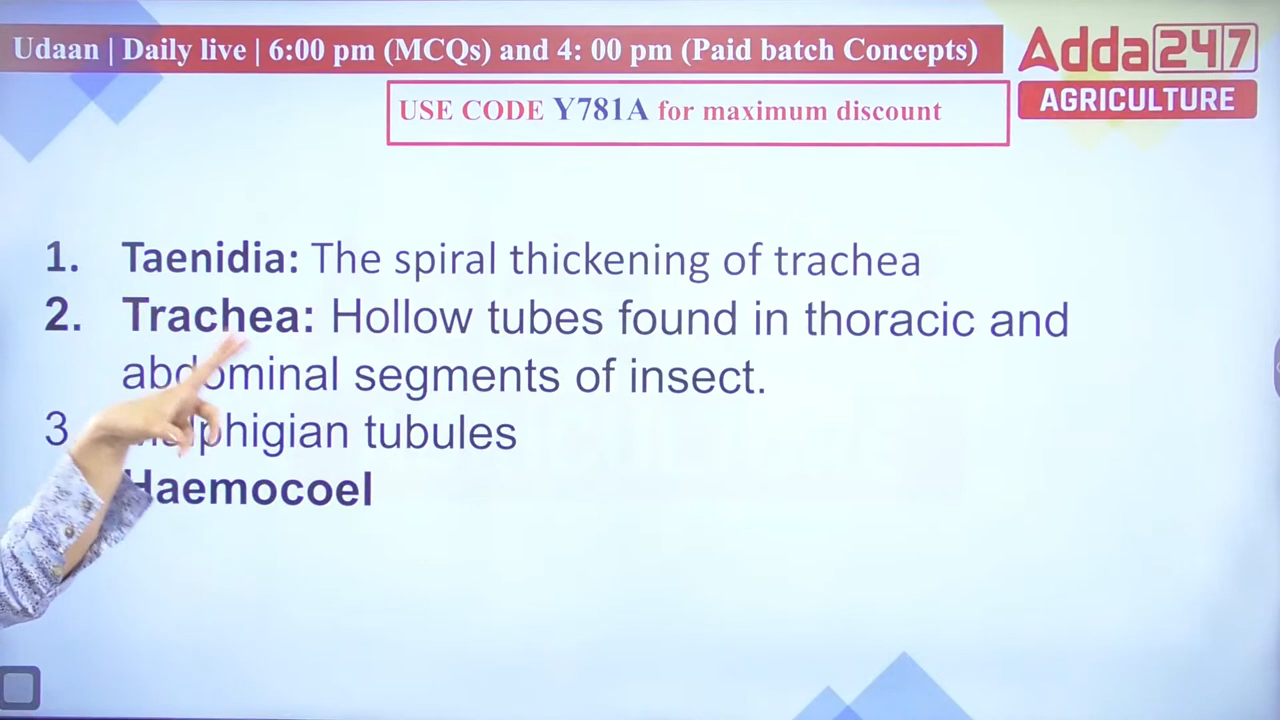 Udaan | Daily live | 6:00 pm (MCQs) and 4: 00 pm (Paid batch Concepts)
Adda247
AGRICULTURE
USE CODE Y781A for maximum discount
1. Taenidia: The spiral thickening of trachea
2. Trachea: Hollow tubes found in thoracic and
abdominal segments of insect.
3 tubules
Haemocoel